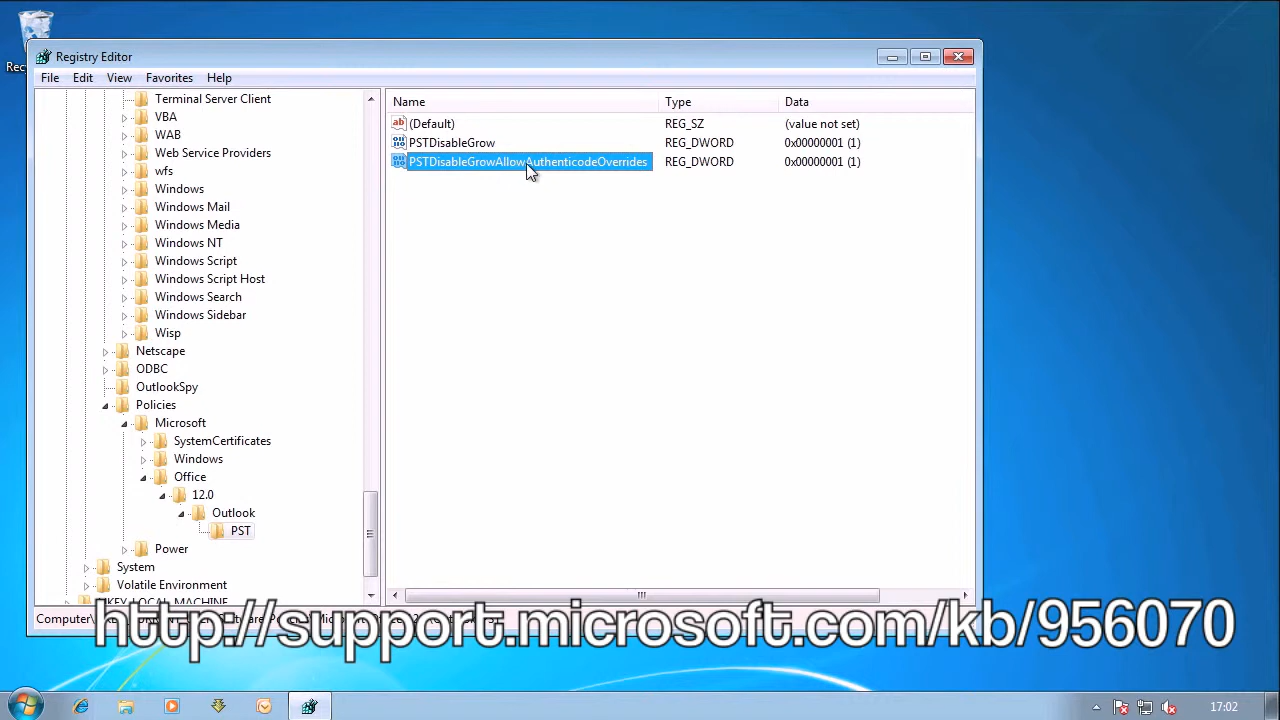 Registry Editor
File Edit View Favorites Help
Name Type Data
(Default) REG_SZ (value not set)
PSTDisableGrow REG_DWORD 0x00000001 (1)
PSTDisableGrowAllowAuthenticodeOverrides REG_DWORD 0x00000001 (1)
Terminal Server Client
VBA
WAB
Web Service Providers
wfs
Windows
Windows Mail
Windows Media
Windows NT
Windows Script
Windows Script Host
Windows Search
Windows Sidebar
Wisp
Netscape
ODBC
OutlookSpy
Policies
Microsoft
SystemCertificates
Windows
Office
12.0
Outlook
PST
Power
System
Volatile Environment
Computer
http://support.microsoft.com/kb/956070
17:02